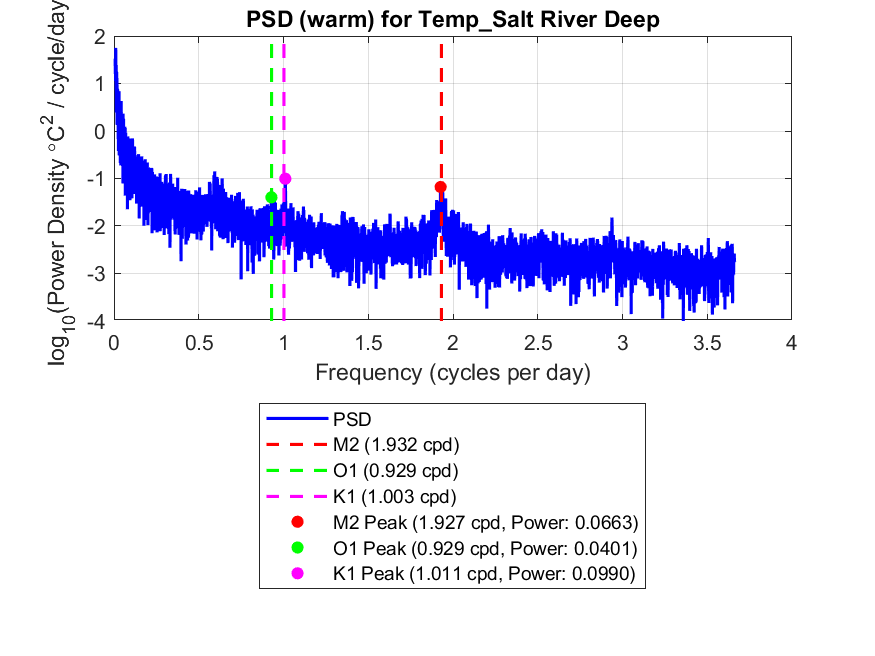 PSD (warm) for Temp_Salt River Deep
log10(Power Density °C2 / cycle/day
2
1
0
-1
-2
-3
-4
0 0.5 1 1.5 2 2.5 3 3.5 4
Frequency (cycles per day)
PSD
M2 (1.932 cpd)
O1 (0.929 cpd)
K1 (1.003 cpd)
M2 Peak (1.927 cpd, Power: 0.0663)
O1 Peak (0.929 cpd, Power: 0.0401)
K1 Peak (1.011 cpd, Power: 0.0990)